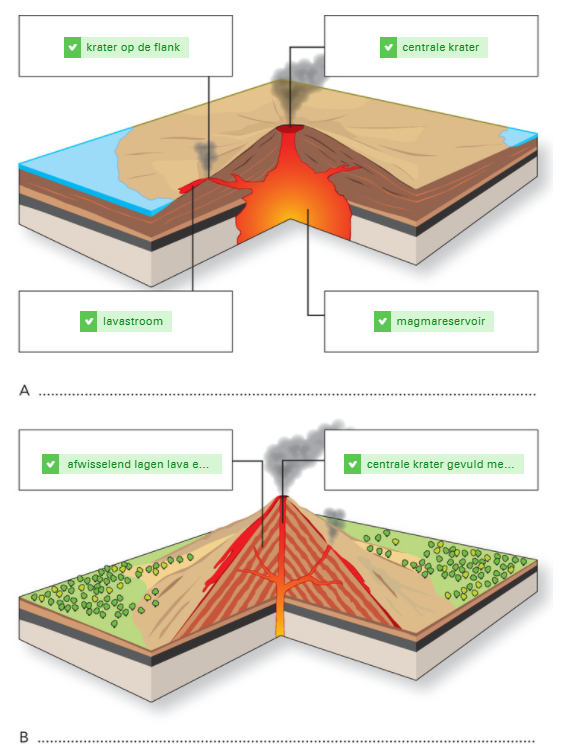 krater op de flank
centrale krater
lavastroom
magmareservoir
A ................................................................
afwisselend lagen lava e...
centrale krater gevuld me...
B ................................................................